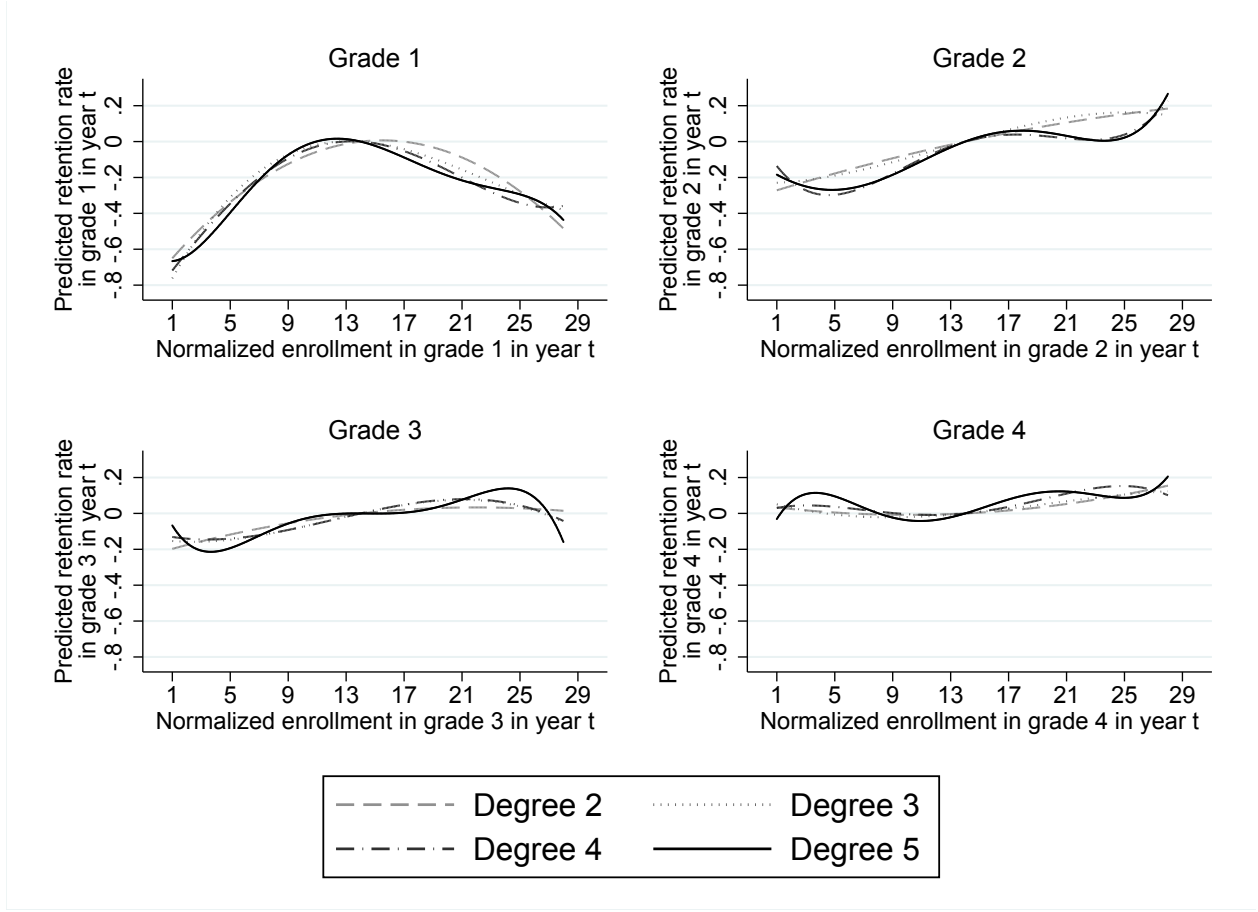 Grade 1
Predicted retention rate
in grade 1 in year t
.2
0
-.2
-.4
-.6
-.8
1 5 9 13 17 21 25 29
Normalized enrollment in grade 1 in year t
Grade 2
Predicted retention rate
in grade 2 in year t
.2
0
-.2
-.4
-.6
-.8
1 5 9 13 17 21 25 29
Normalized enrollment in grade 2 in year t
Grade 3
Predicted retention rate
in grade 3 in year t
.2
0
-.2
-.4
-.6
-.8
1 5 9 13 17 21 25 29
Normalized enrollment in grade 3 in year t
Grade 4
Predicted retention rate
in grade 4 in year t
.2
0
-.2
-.4
-.6
-.8
1 5 9 13 17 21 25 29
Normalized enrollment in grade 4 in year t
Degree 2 Degree 3
Degree 4 Degree 5